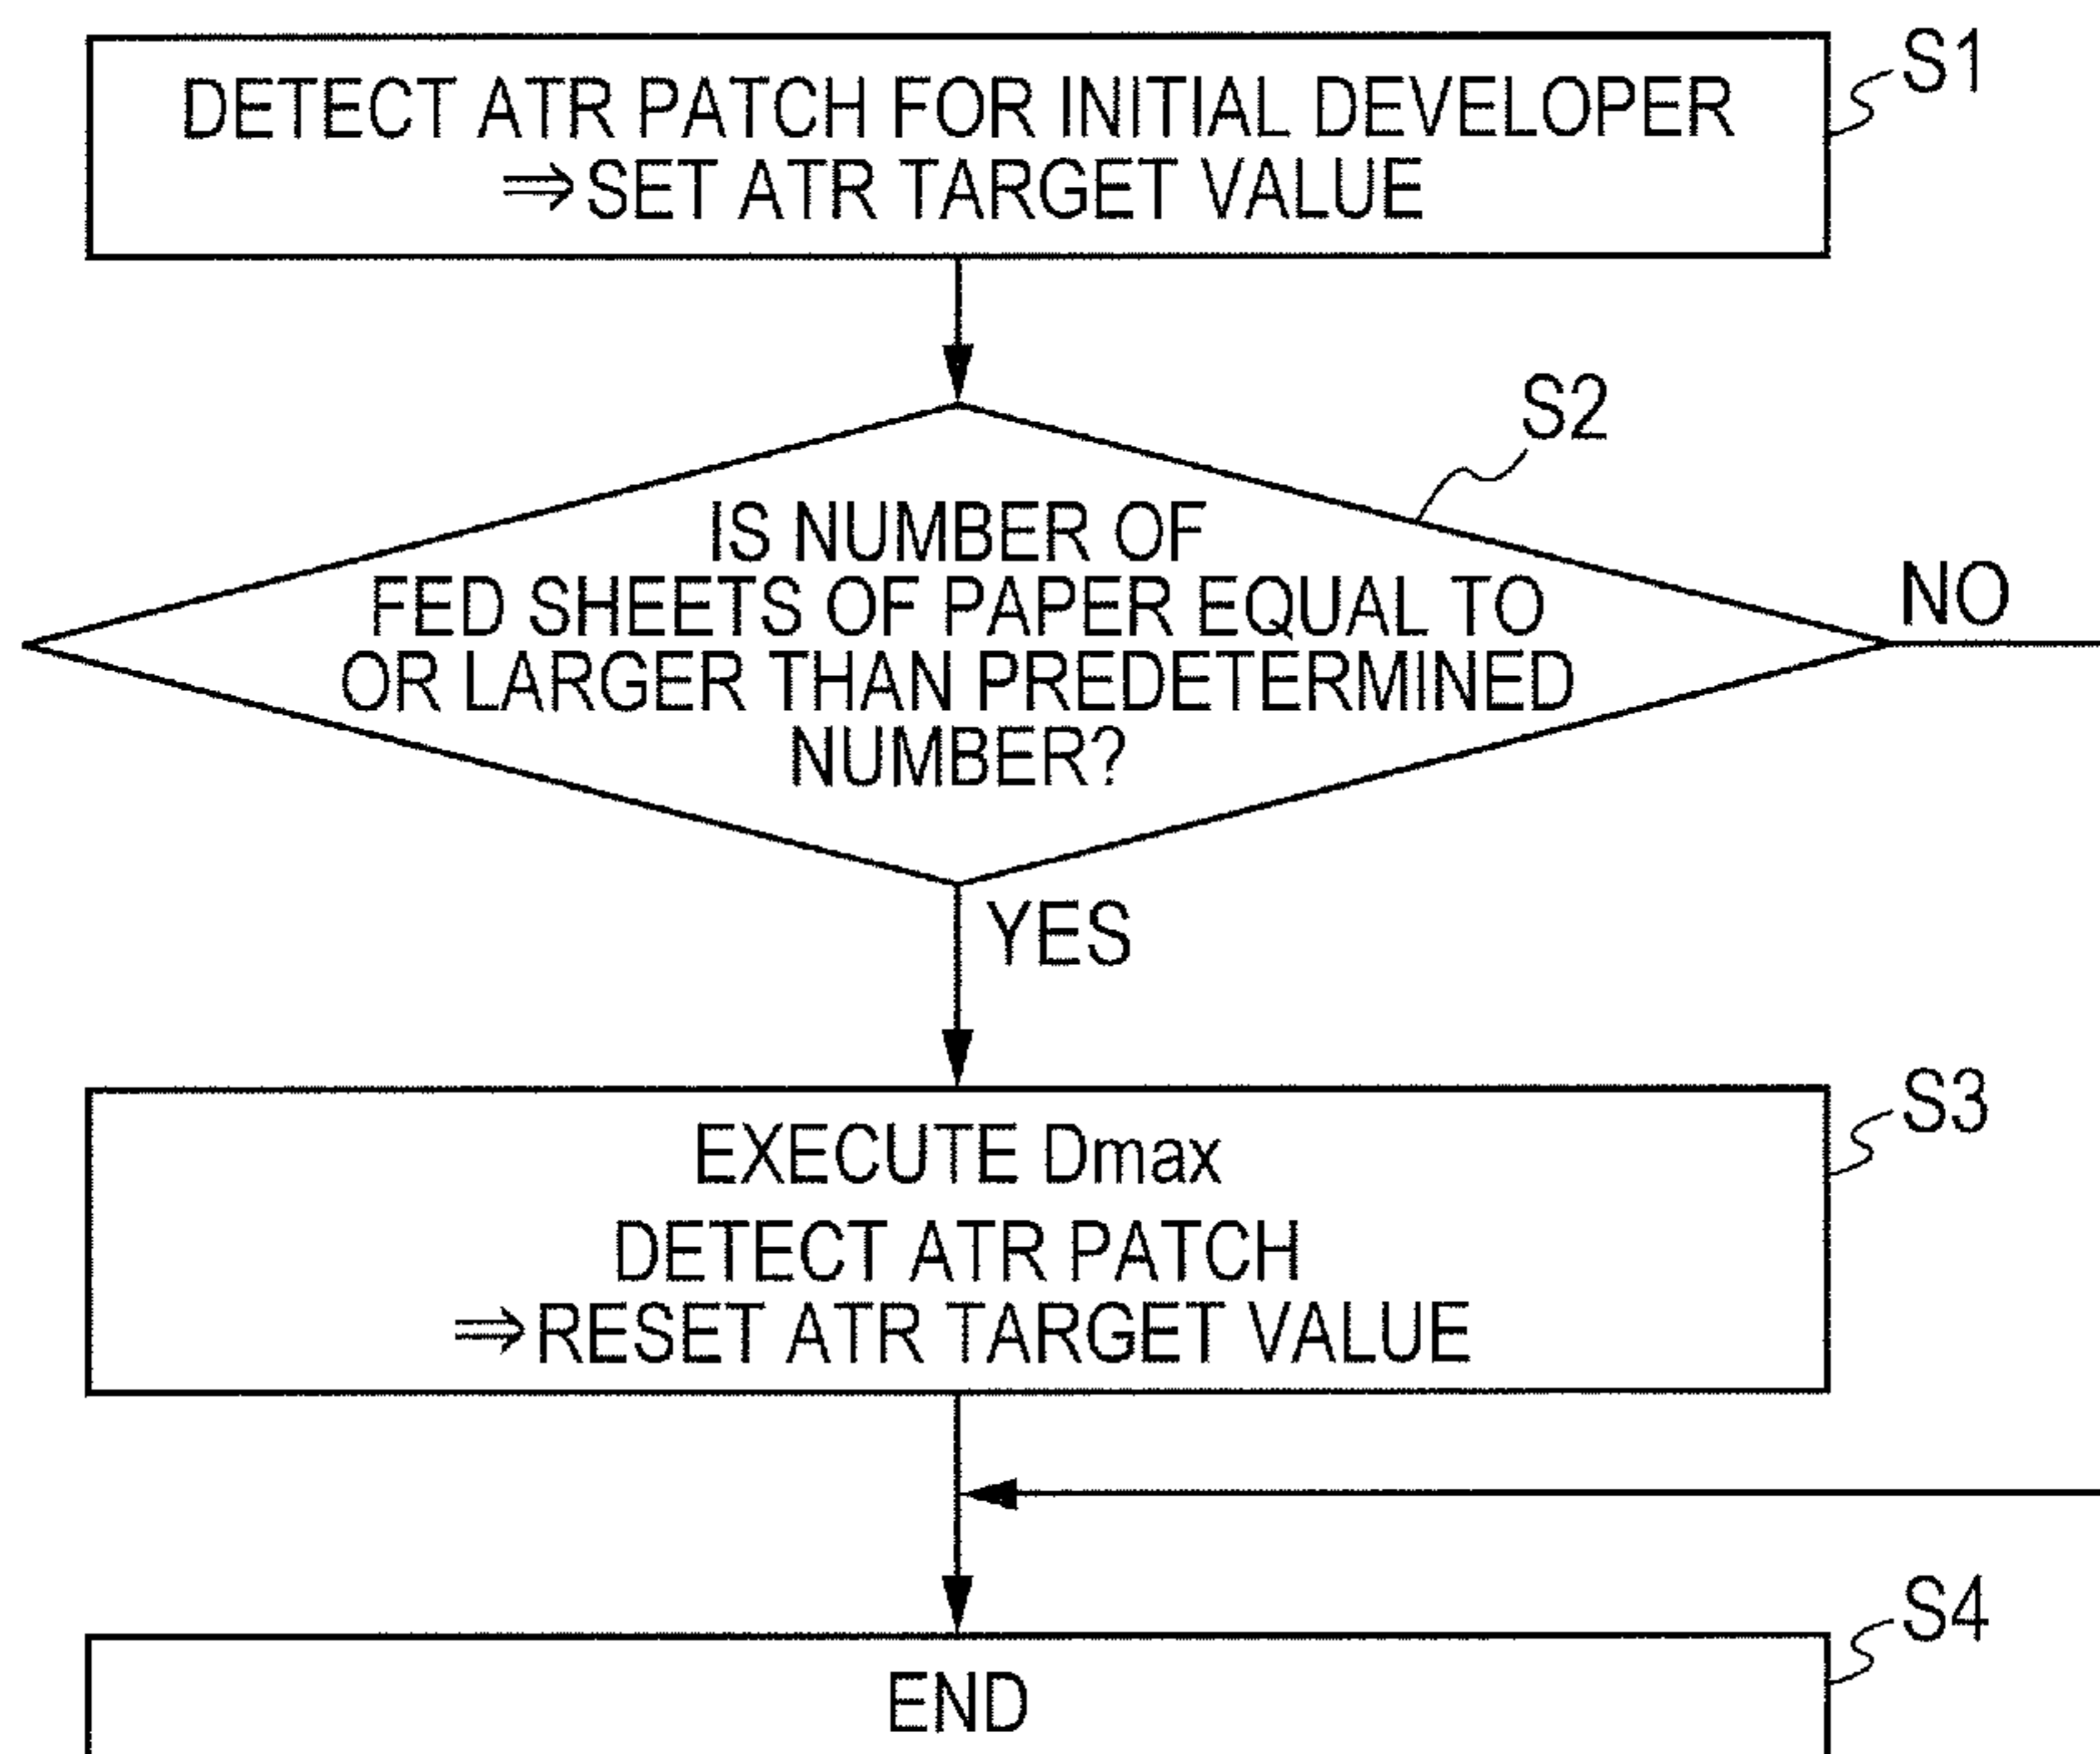 DETECT ATR PATCH FOR INITIAL DEVELOPER
⇒SET ATR TARGET VALUE
S1
S2
IS NUMBER OF
FED SHEETS OF PAPER EQUAL TO
OR LARGER THAN PREDETERMINED
NUMBER?
NO
YES
S3
EXECUTE Dmax
DETECT ATR PATCH
⇒RESET ATR TARGET VALUE
S4
END